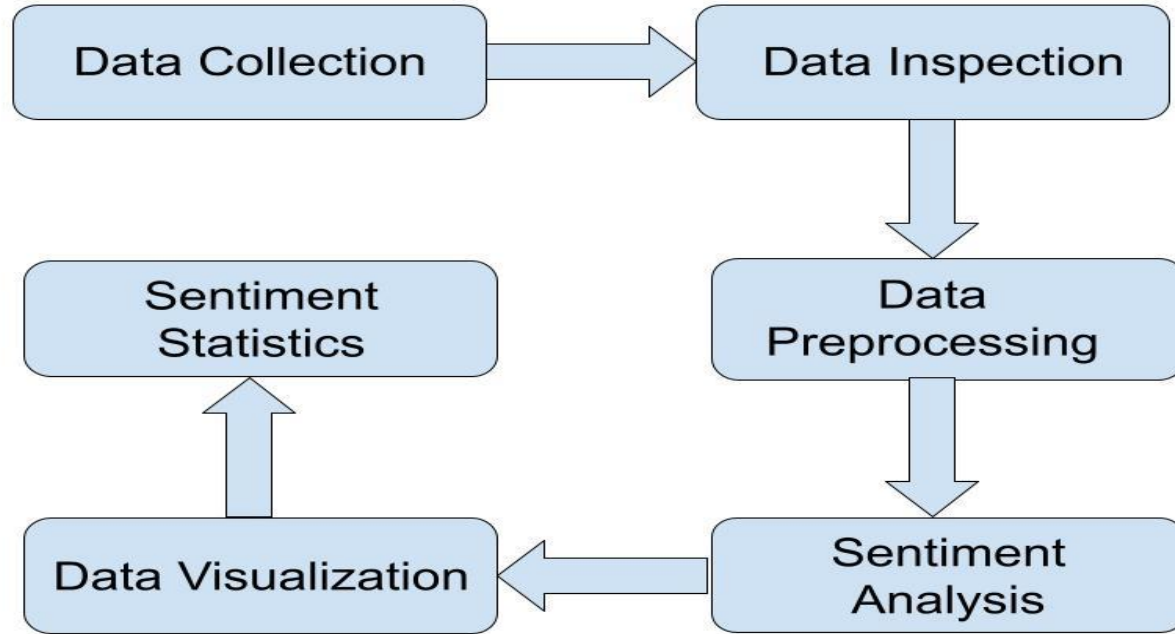 Data Collection
Data Inspection
Data
Preprocessing
Sentiment
Analysis
Data Visualization
Sentiment
Statistics